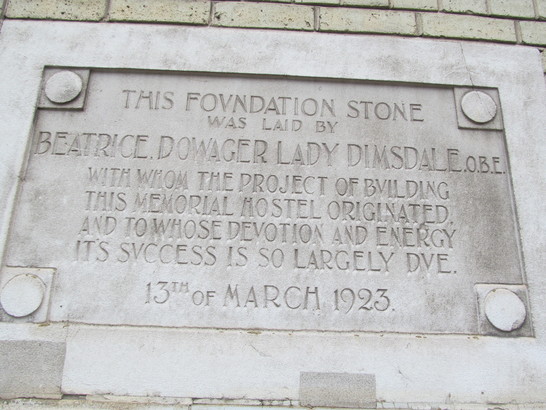 THIS FOVNDATION STONE
WAS LAID BY
BEATRICE, DOWAGER LADY DIMSDALE, O.B.E.
WITH WHOM THE PROJECT OF BVILDING
THIS MEMORIAL HOSTEL ORIGINATED,
AND TO WHOSE DEVOTION AND ENERGY
ITS SVCCESS IS SO LARGELY DVE.
13TH OF MARCH 1923.